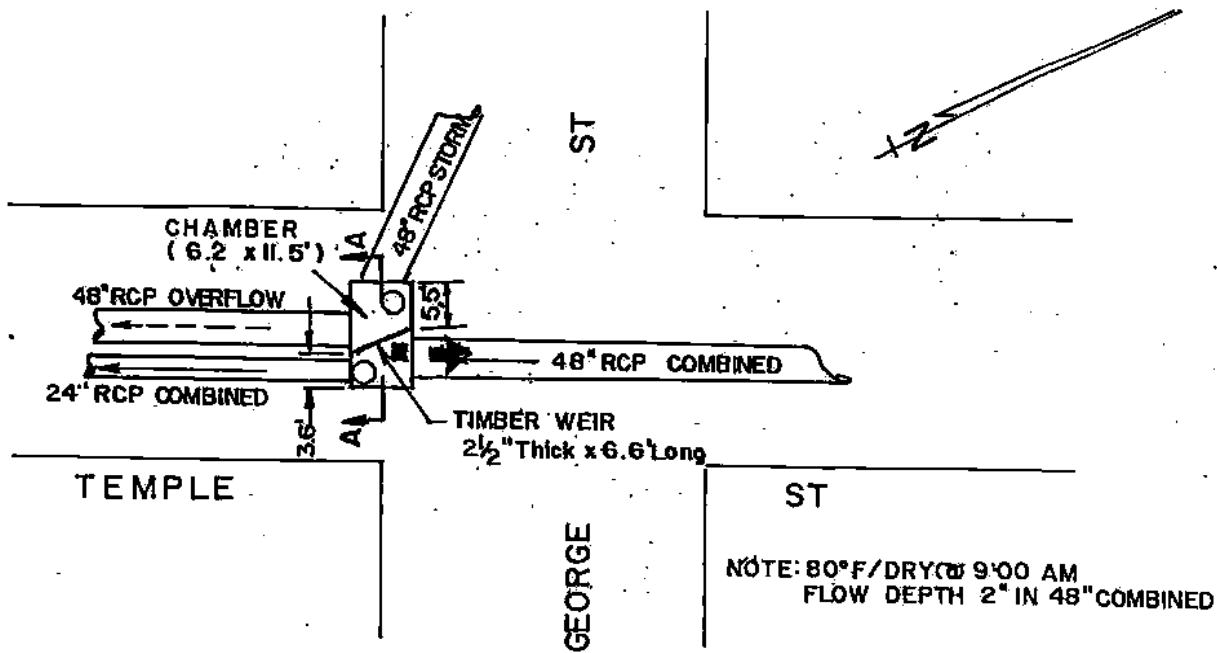 ST
N
48" RCP STORM
CHAMBER
( 6.2 x 11.5')
A
48" RCP OVERFLOW
5.5'
48" RCP COMBINED
24" RCP COMBINED
3.6'
A
TIMBER WEIR
2½" Thick x 6.6' Long
TEMPLE
ST
GEORGE
NOTE: 80°F/DRY @ 9:00 AM
FLOW DEPTH 2" IN 48" COMBINED